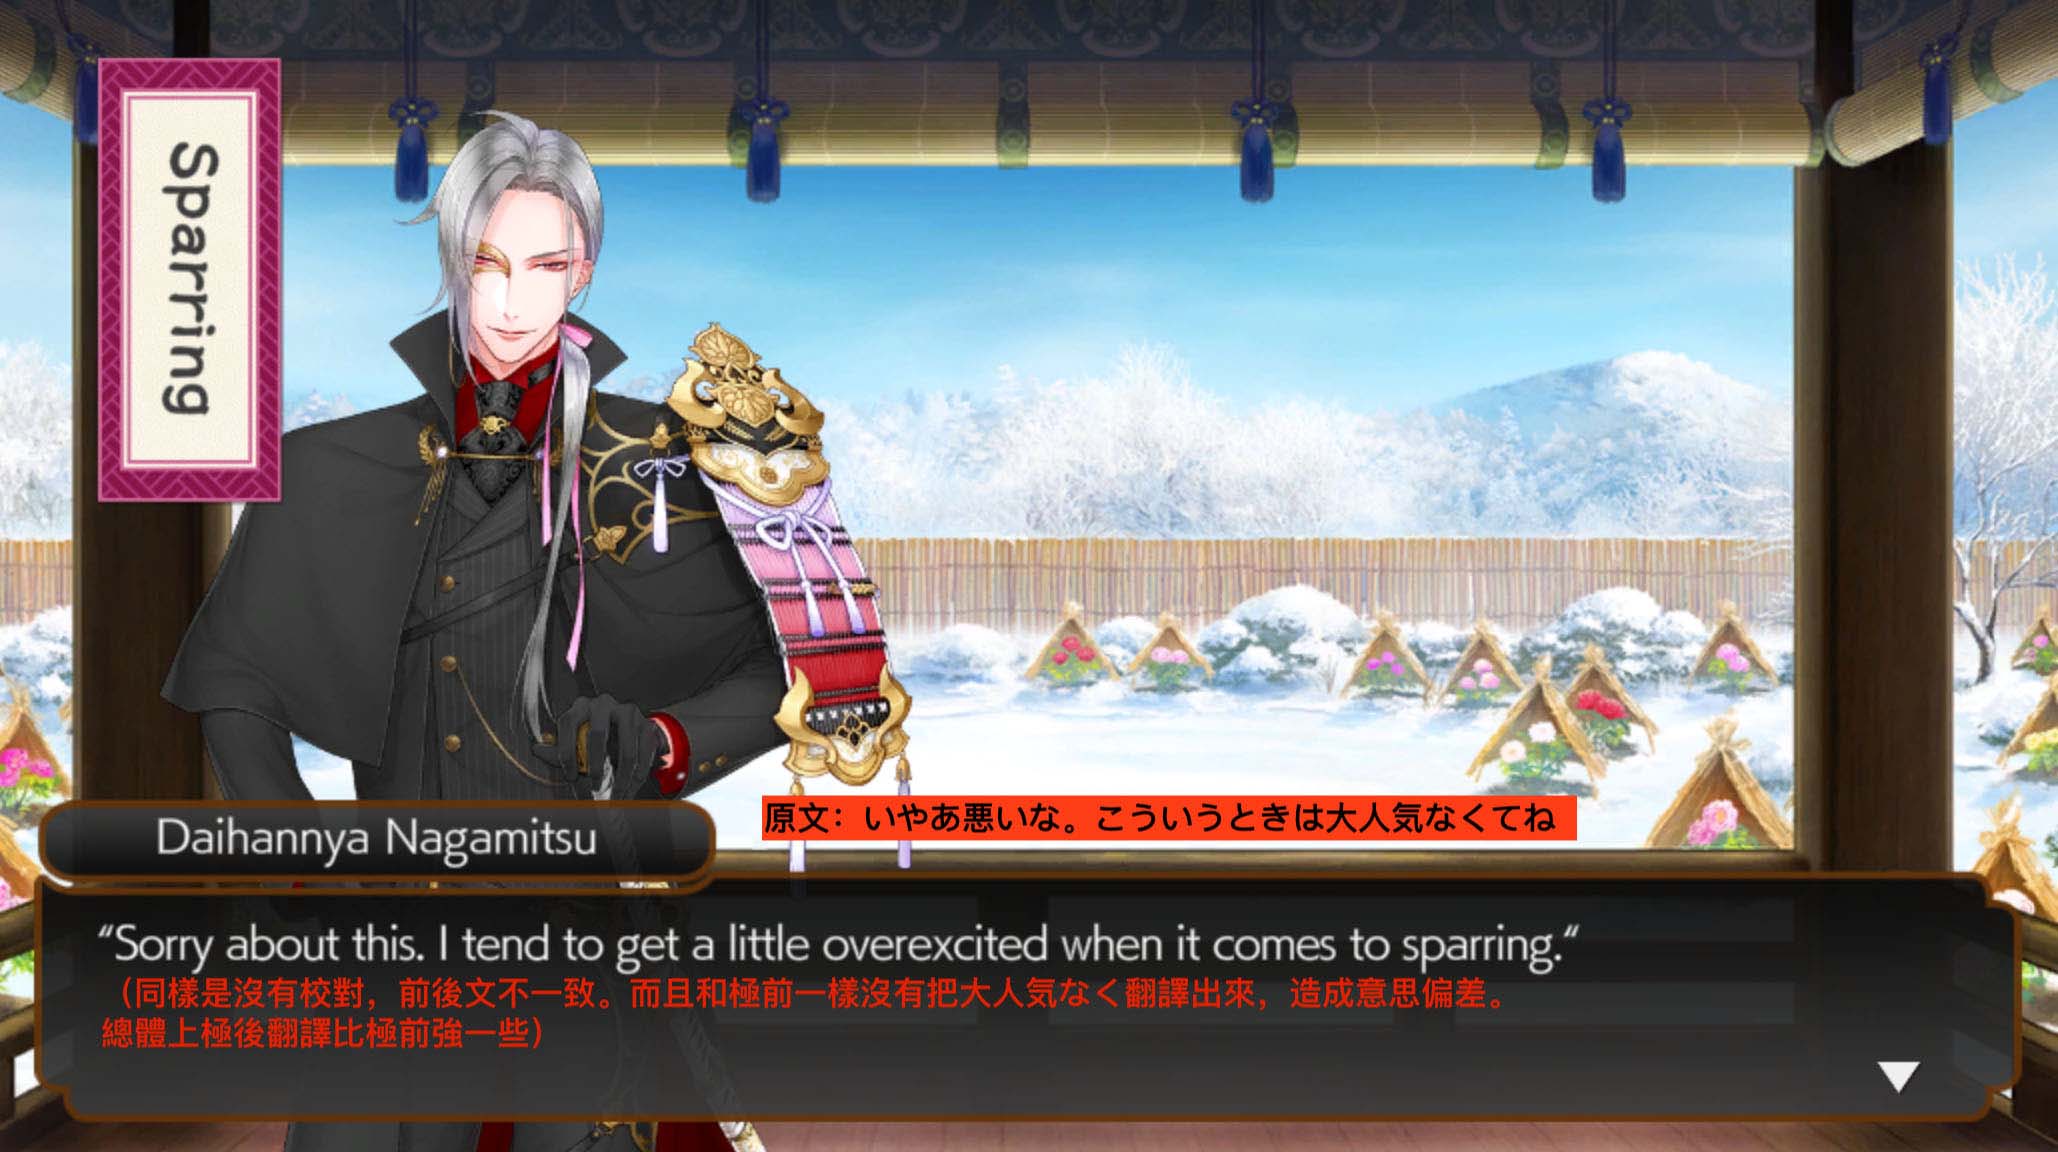 Sparring
Daihannya Nagamitsu
原文：いやあ悪いな。こういうときは大人気なくてね
“Sorry about this. I tend to get a little overexcited when it comes to sparring.“
（同樣是沒有校對，前後文不一致。而且和極前一樣沒有把大人気なく翻譯出來，造成意思偏差。
總體上極後翻譯比極前強一些）